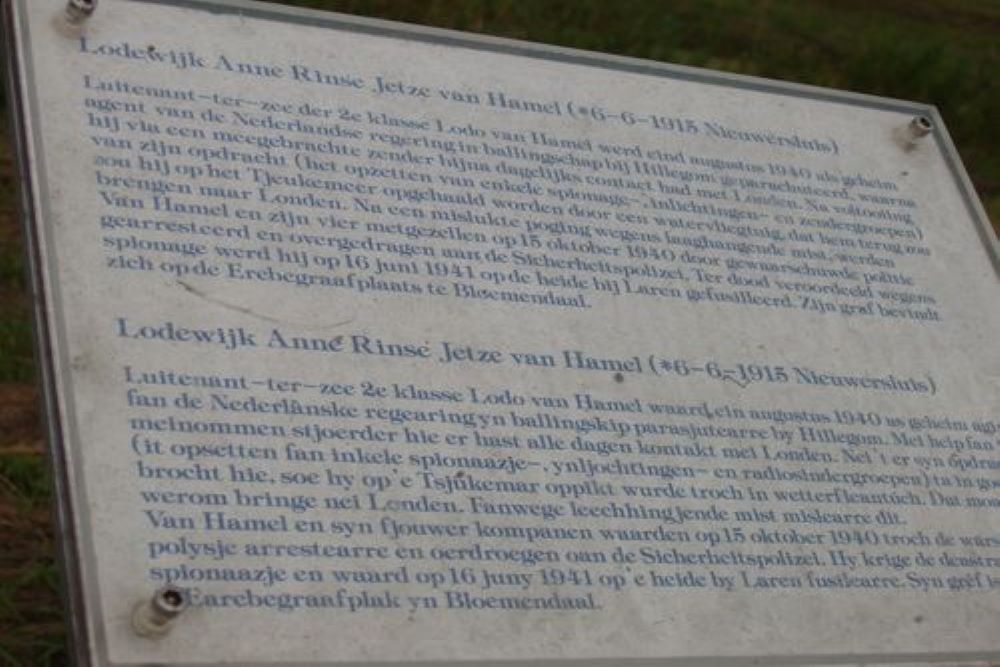 Lodewijk Anne Rinse Jetze van Hamel (*6-6-1915 Nieuwersluis)
Luitenant-ter-zee der 2e klasse Lodo van Hamel werd eind augustus 1940 als geheim
agent van de Nederlandse regering in ballingschap bij Hillegom geparachuteerd, waarna
hij via een meegebrachte zender bijna dagelijks contact had met Londen. Na voltooiing
van zijn opdracht (het opzetten van enkele spionage-, inlichtingen- en zendergroepen)
zou hij op het Tjeukemeer opgehaald worden door een watervliegtuig, dat hem terug zou
brengen naar Londen. Na een mislukte poging wegens laaghangende mist, werden
Van Hamel en zijn vier metgezellen op 15 oktober 1940 door gewaarschuwde politie
gearresteerd en overgedragen aan de Sicherheitspolizei. Ter dood veroordeeld wegens
spionage werd hij op 16 juni 1941 op de heide bij Laren gefusilleerd. Zijn graf bevindt
zich op de Erebegraafplaats te Bloemendaal.
Lodewijk Anne Rinse Jetze van Hamel (*6-6-1915 Nieuwersluis)
Luitenant-ter-zee 2e klasse Lodo van Hamel waard ein augustus 1940 as geheim
fan de Nederlânske regearing yn ballingskip parasjutearre by Hillegom. Mei help fan
meinommen stjoerder hie er hast alle dagen kontakt mei Londen. Nei 't er syn
(it opsetten fan inkele spionaazje-, ynljochtingen- en radiosindergroepen) ta in
brocht hie, soe hy op 'e Tsjûkemar oppikt wurde troch in wetterfleantúch. Dat
werom bringe nei Londen. Fanwege leechhingjende mist mislearre dit.
Van Hamel en syn fjouwer kompanen waarden op 15 oktober 1940 troch de
polysje arrestearre en oerdroegen oan de Sicherheitspolizei. Hy krige de
spionaazje en waard op 16 juny 1941 op 'e heide by Laren fusilearre. Syn grêf
Earebegraafplak yn Bloemendaal.